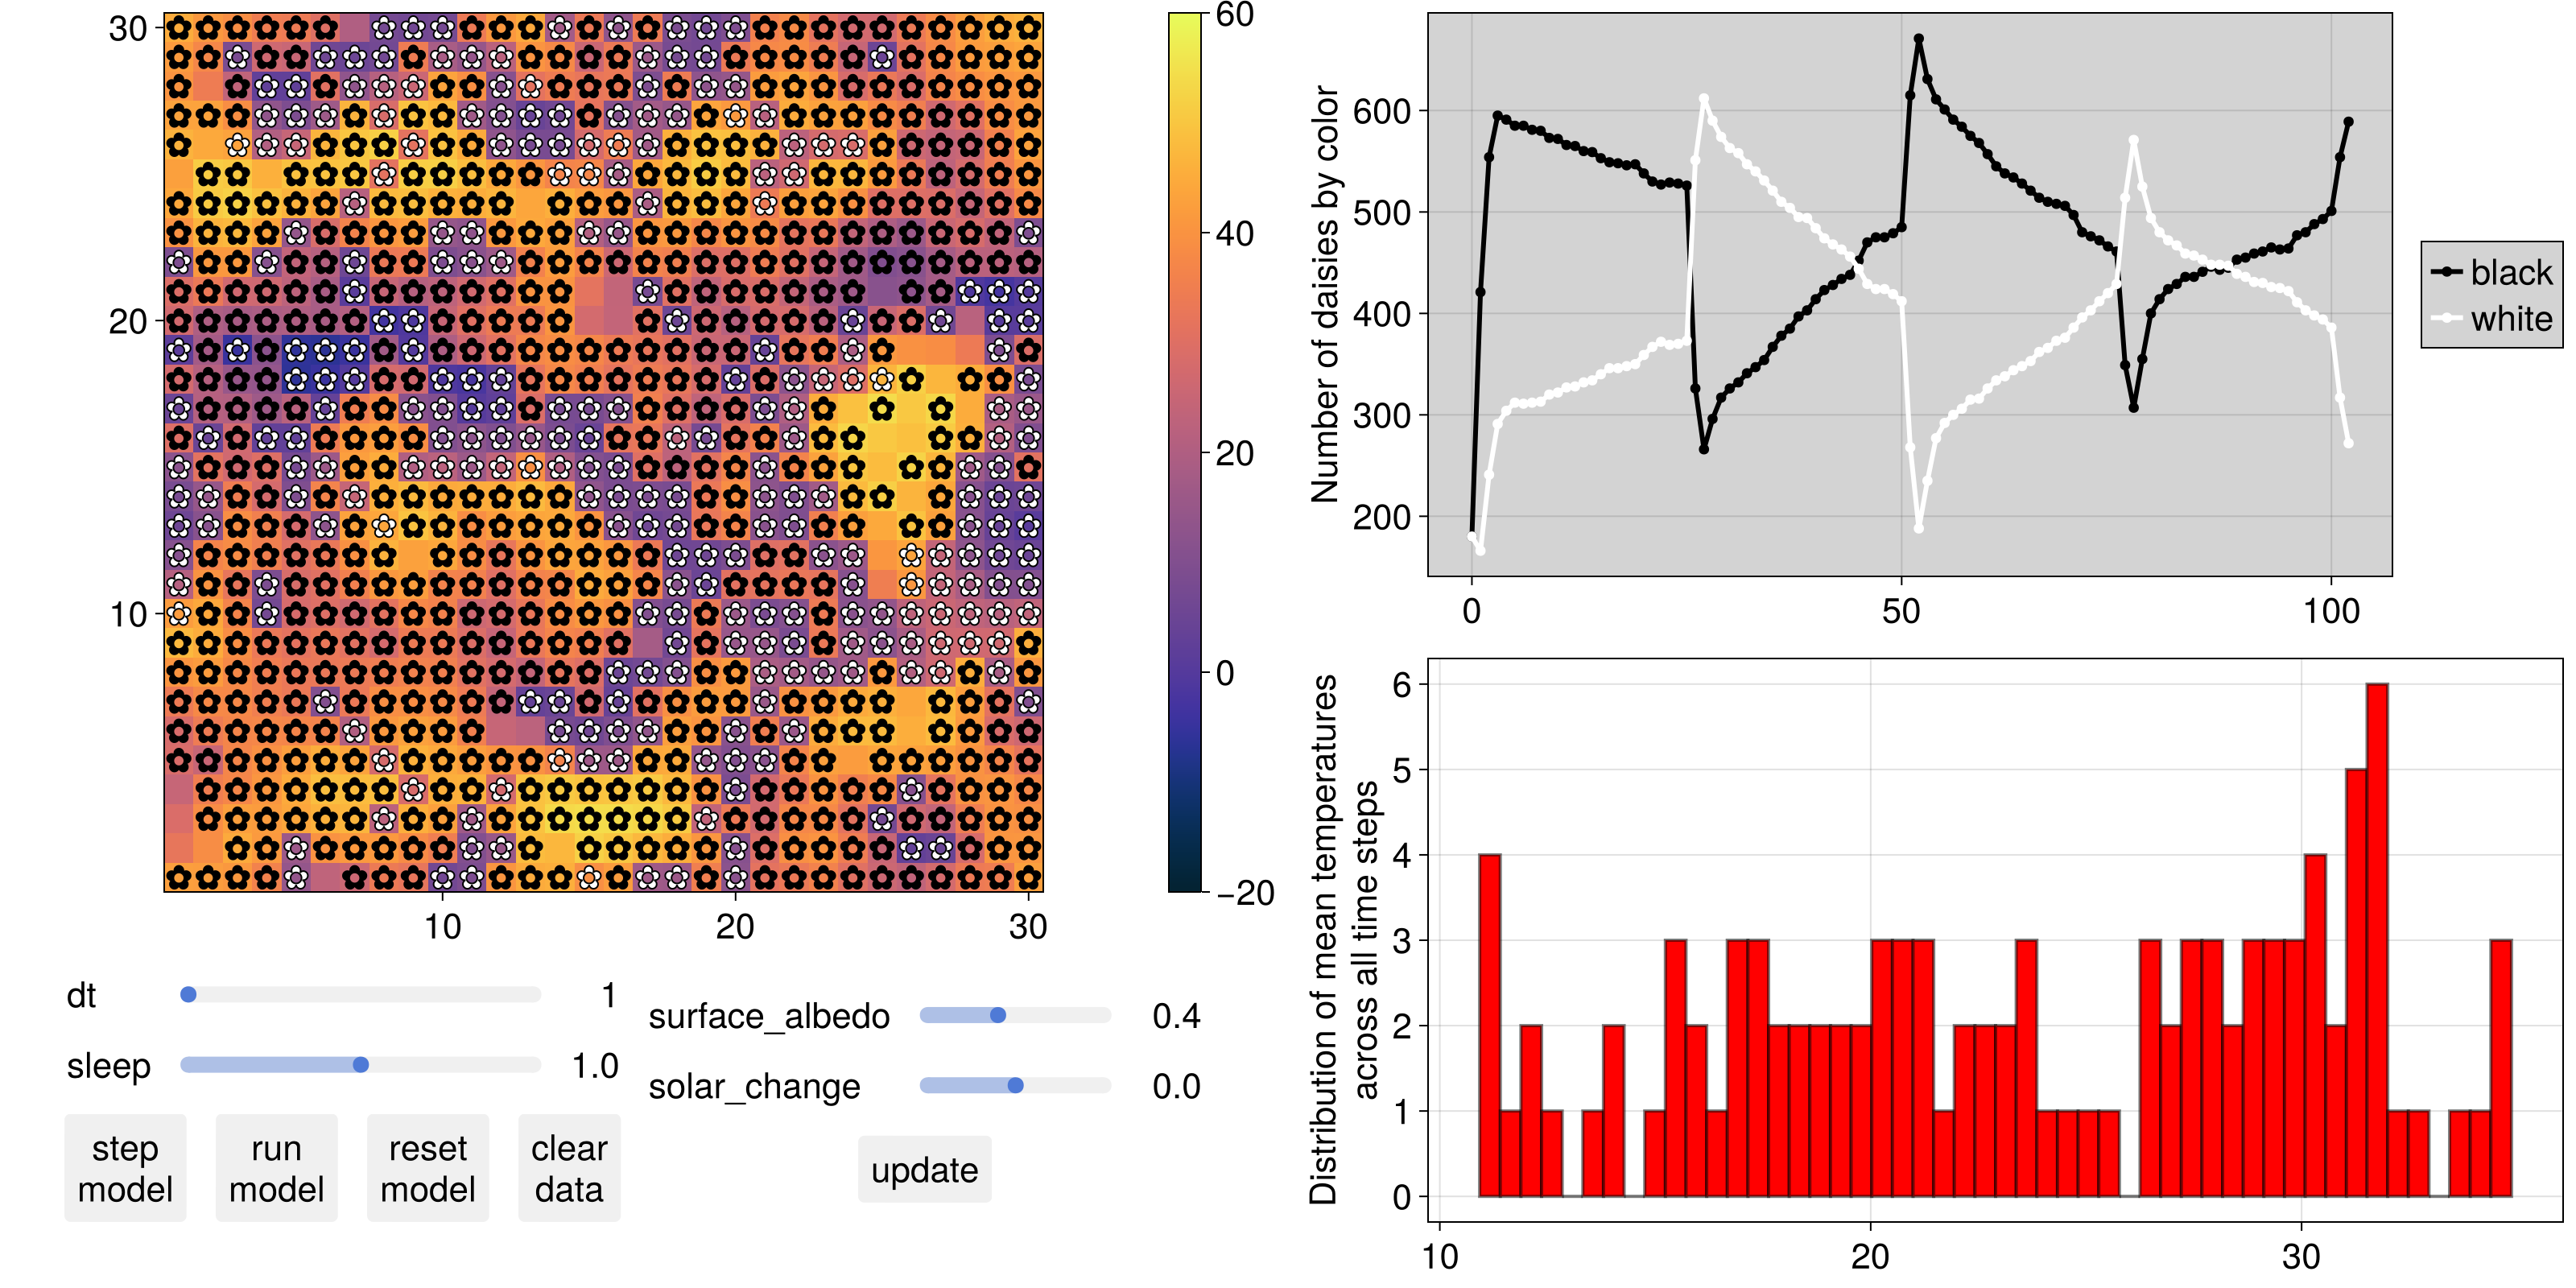 30
20
10
10
20
30
60
40
20
0
−20
Number of daisies by color
600
500
400
300
200
0
50
100
black
white
Distribution of mean temperatures
across all time steps
6
5
4
3
2
1
0
10
20
30
dt
1
sleep
1.0
surface_albedo
0.4
solar_change
0.0
step
model
run
model
reset
model
clear
data
update